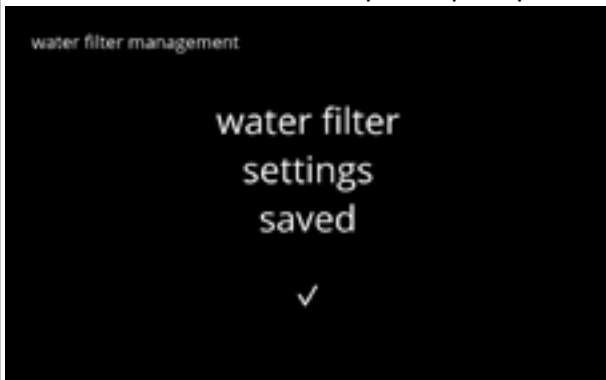 water filter management
water filter
settings
saved
✓